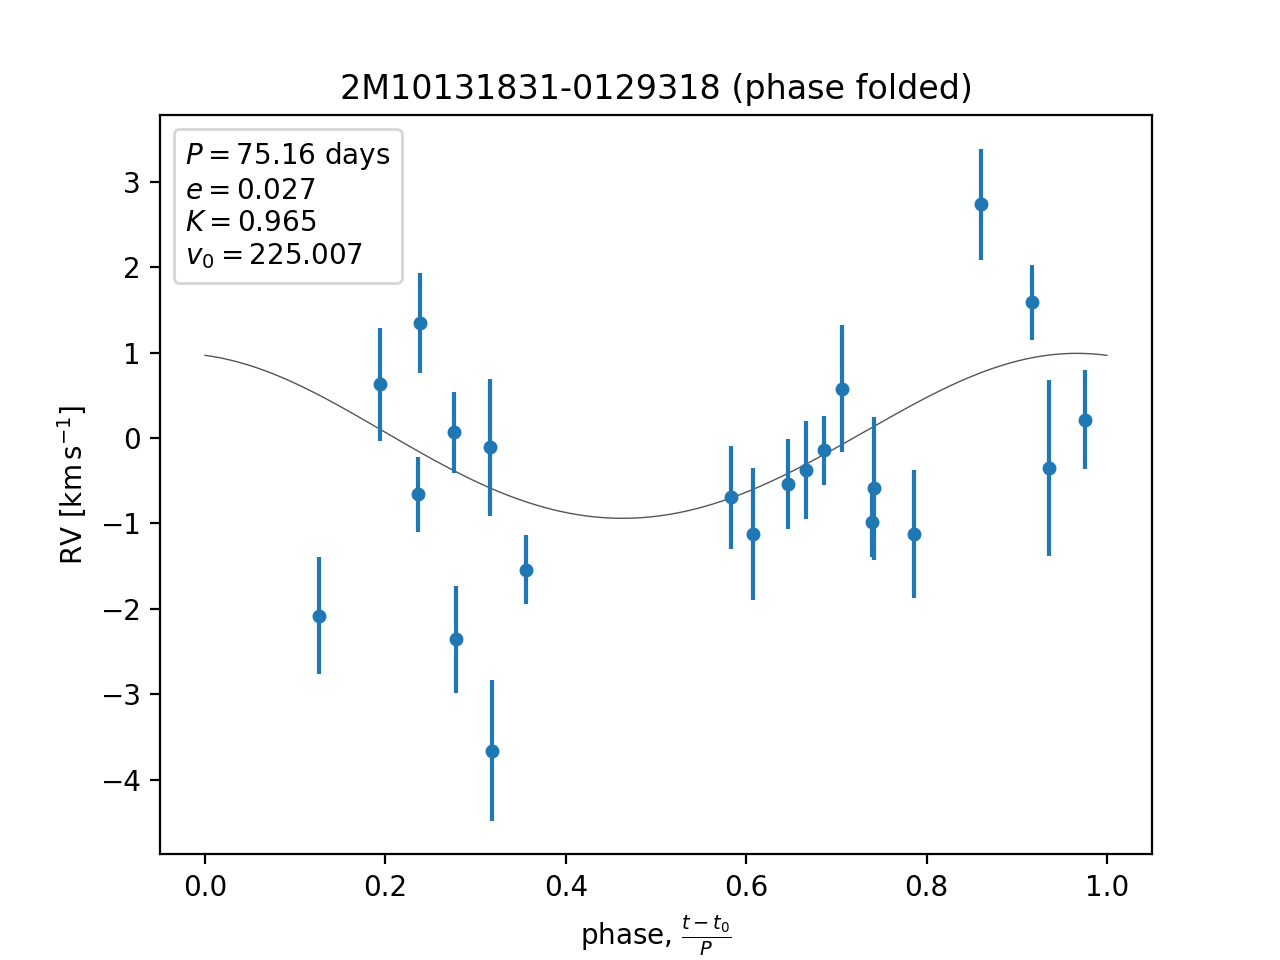 2M10131831-0129318 (phase folded)
P = 75.16 days
e = 0.027
K = 0.965
v₀ = 225.007
3
2
1
0
−1
−2
−3
−4
RV [km s⁻¹]
0.0 0.2 0.4 0.6 0.8 1.0
phase, (t − t₀)/P